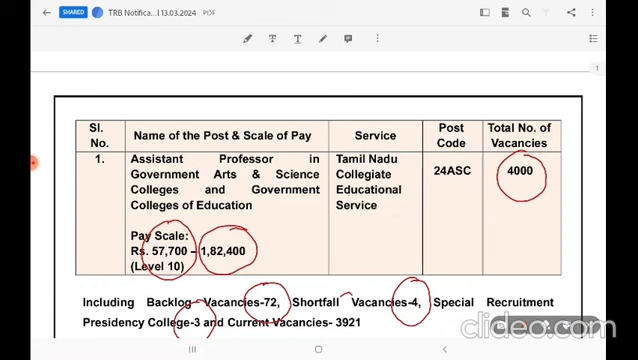 SHARED TRB Notifica...l 13.03.2024 PDF
1
Sl. No. Name of the Post & Scale of Pay Service Post Code Total No. of Vacancies
1. Assistant Professor in Tamil Nadu 24ASC 4000
Government Arts & Science Collegiate
Colleges and Government Educational
Colleges of Education Service
Pay Scale:
Rs. 57,700 – 1,82,400
(Level 10)
Including Backlog Vacancies-72, Shortfall Vacancies-4, Special Recruitment
Presidency College-3 and Current Vacancies- 3921
clideo.com